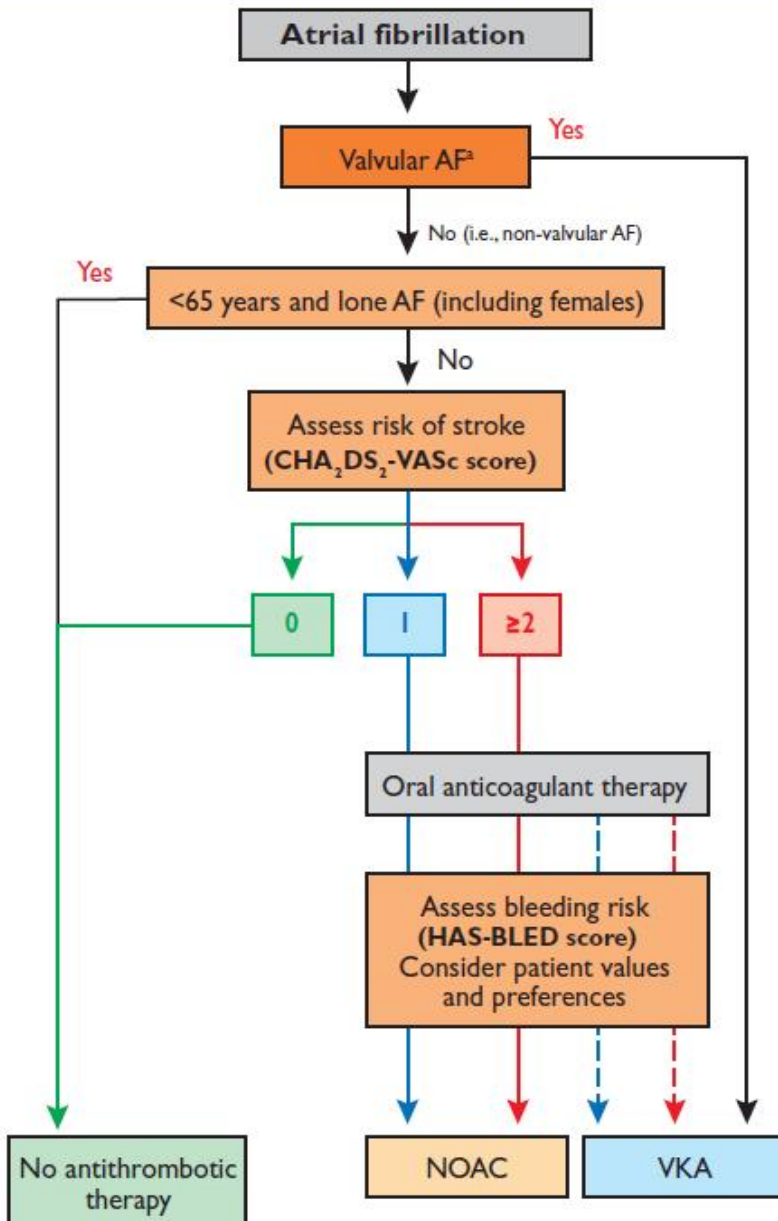 Atrial fibrillation
Yes
Valvular AFᵃ
No (i.e., non-valvular AF)
Yes
<65 years and lone AF (including females)
No
Assess risk of stroke
(CHA₂DS₂-VASc score)
0
1
≥2
Oral anticoagulant therapy
Assess bleeding risk
(HAS-BLED score)
Consider patient values
and preferences
No antithrombotic
therapy
NOAC
VKA